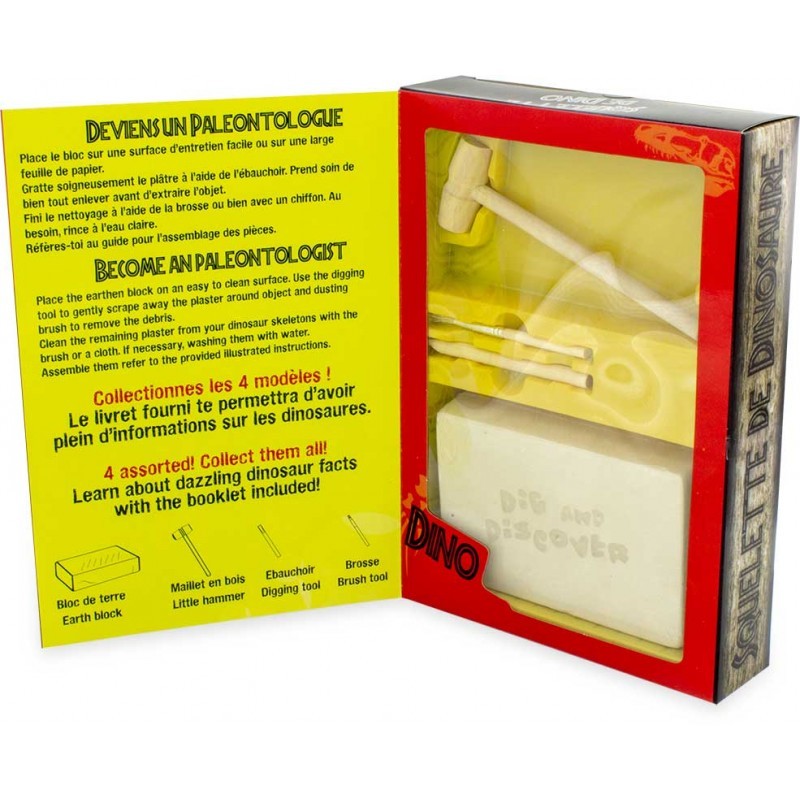 DEVIENS UN PALEONTOLOGUE
Place le bloc sur une surface d'entretien facile ou sur une large
feuille de papier.
Gratte soigneusement le plâtre à l'aide de l'ébauchoir. Prend soin de
bien tout enlever avant d'extraire l'objet.
Fini le nettoyage à l'aide de la brosse ou bien avec un chiffon. Au
besoin, rince à l'eau claire.
Réfères-toi au guide pour l'assemblage des pièces.
BECOME AN PALEONTOLOGIST
Place the earthen block on an easy to clean surface. Use the digging
tool to gently scrape away the plaster around object and dusting
brush to remove the debris.
Clean the remaining plaster from your dinosaur skeletons with the
brush or a cloth. If necessary, washing them with water.
Assemble them refer to the provided illustrated instructions.
Collectionnes les 4 modèles !
Le livret fourni te permettra d'avoir
plein d'informations sur les dinosaures.
4 assorted! Collect them all!
Learn about dazzling dinosaur facts
with the booklet included!
Bloc de terre
Earth block
Maillet en bois
Little hammer
Ebauchoir
Digging tool
Brosse
Brush tool
SQUELETTE
DE DINO
DIG AND
DISCOVER
DINO
SQUELETTE DE DINOSAURE